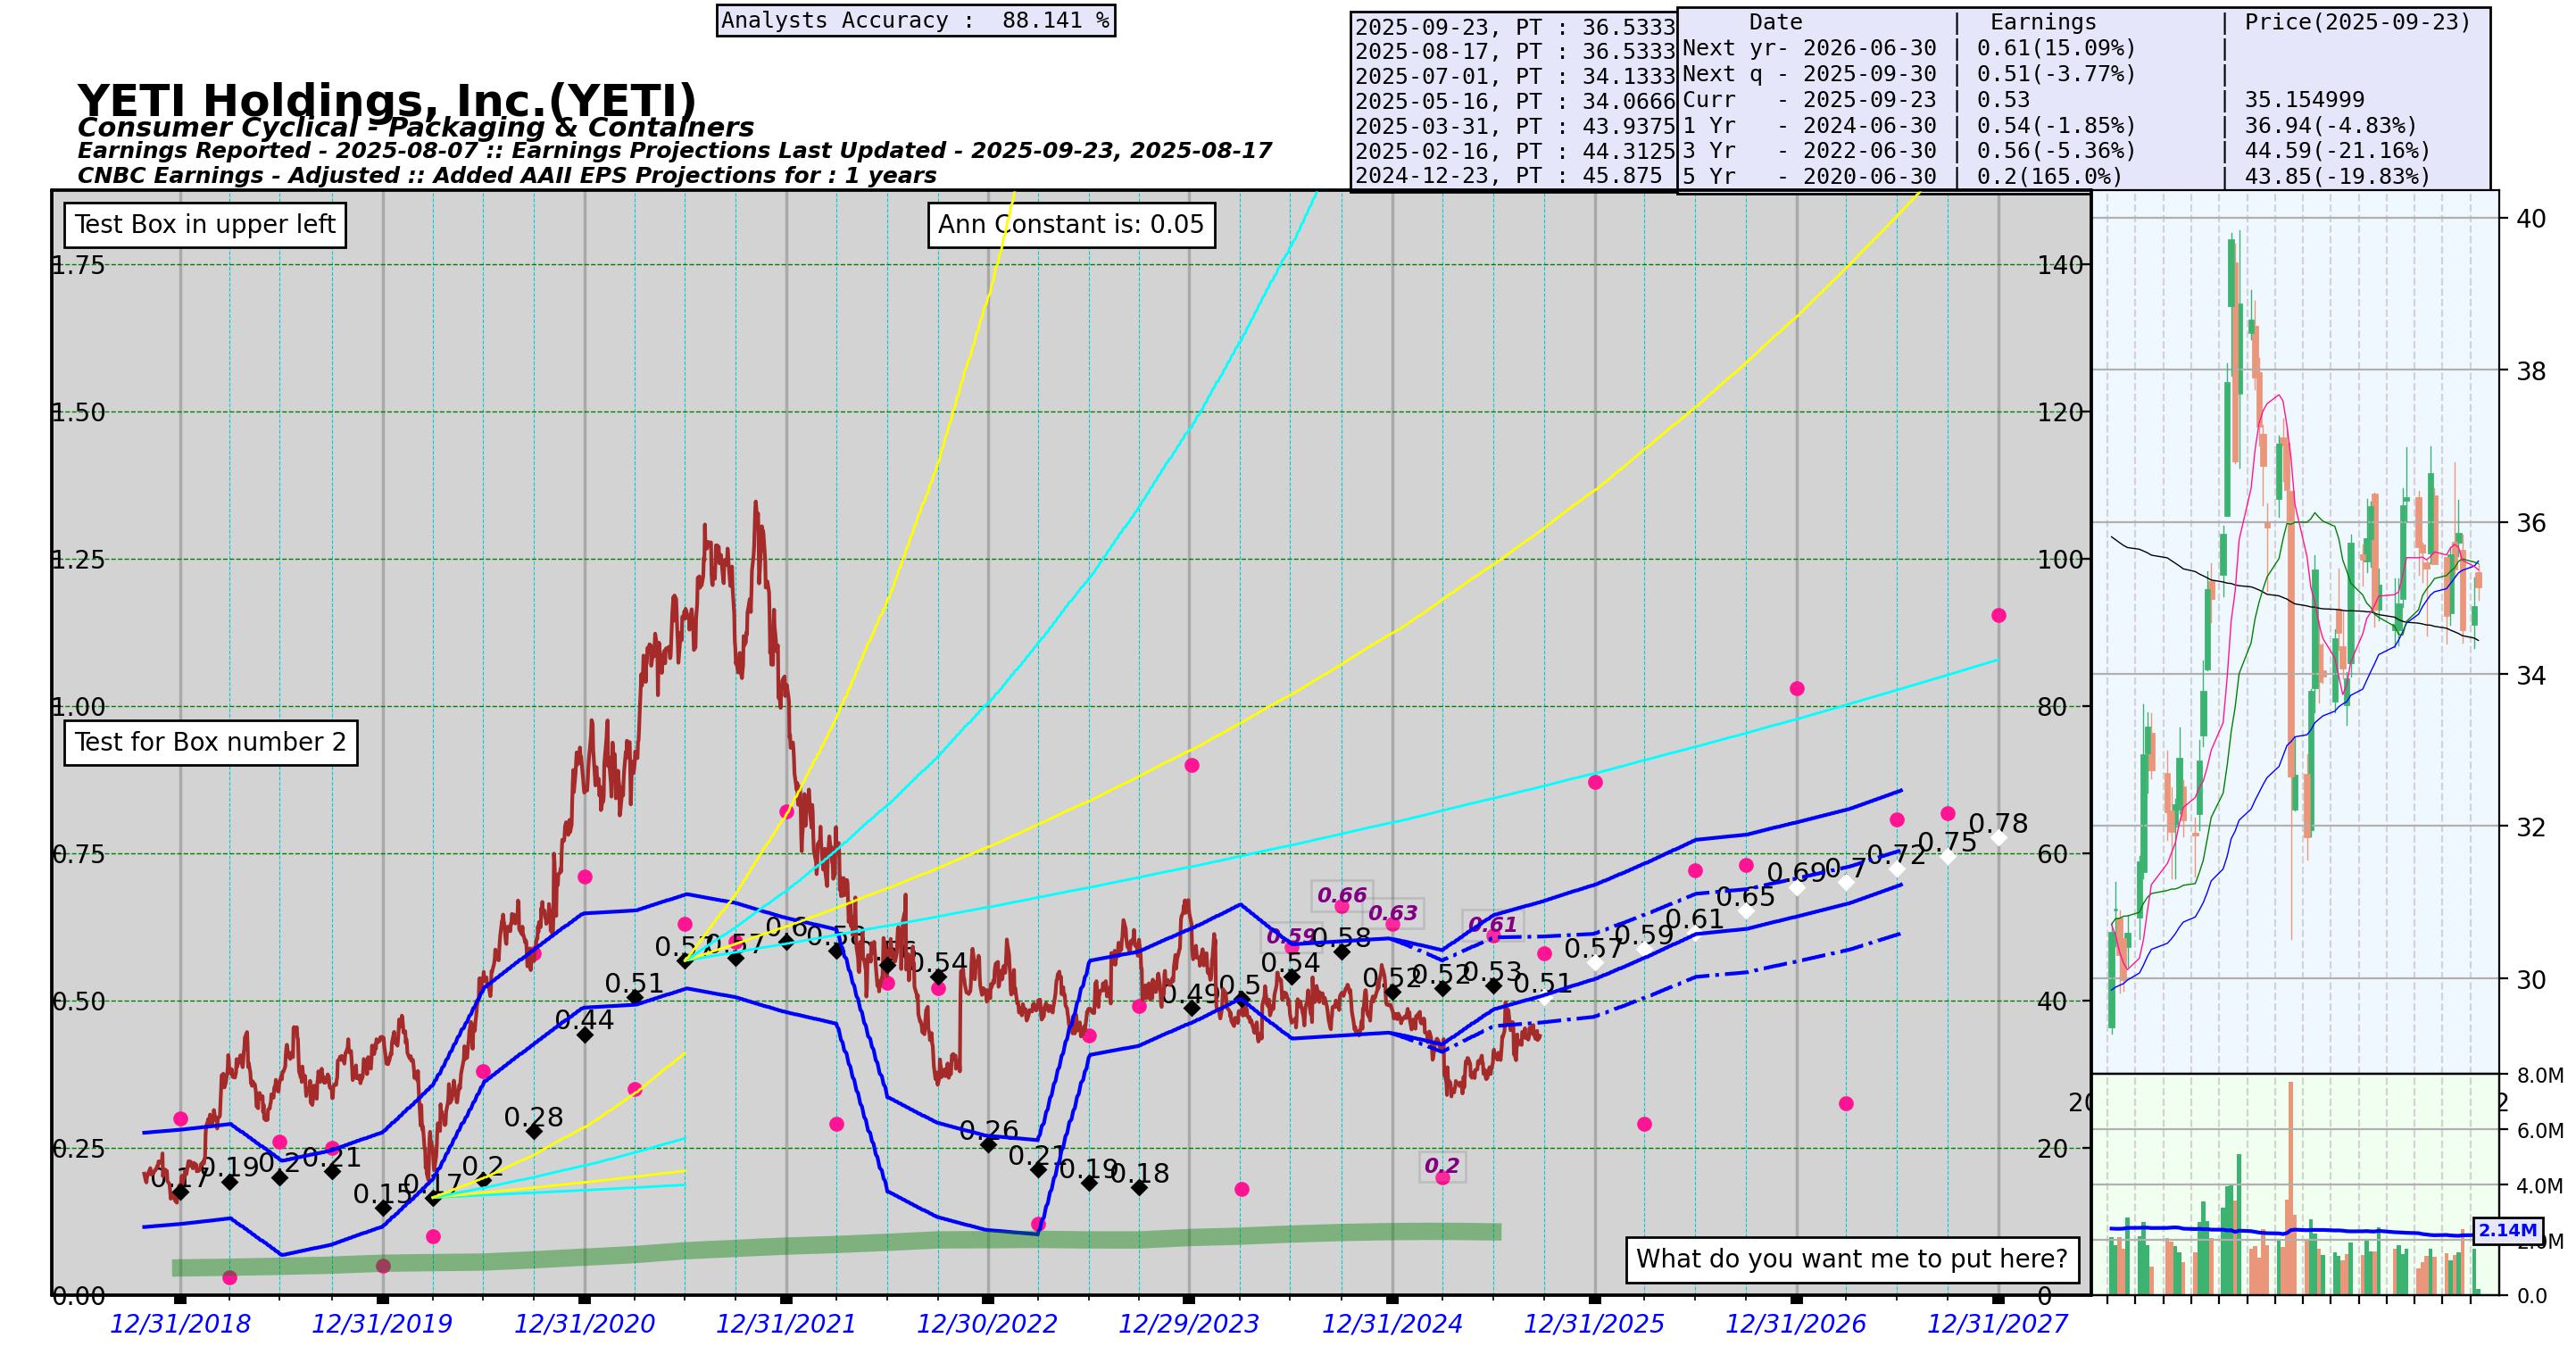 Analysts Accuracy :  88.141 %
2025-09-23, PT : 36.5333
2025-08-17, PT : 36.5333
2025-07-01, PT : 34.1333
2025-05-16, PT : 34.0666
2025-03-31, PT : 43.9375
2025-02-16, PT : 44.3125
2024-12-23, PT : 45.875
Date | Earnings | Price(2025-09-23)
Next yr- 2026-06-30 | 0.61(15.09%) |
Next q - 2025-09-30 | 0.51(-3.77%) |
Curr - 2025-09-23 | 0.53 | 35.154999
1 Yr - 2024-06-30 | 0.54(-1.85%) | 36.94(-4.83%)
3 Yr - 2022-06-30 | 0.56(-5.36%) | 44.59(-21.16%)
5 Yr - 2020-06-30 | 0.2(165.0%) | 43.85(-19.83%)
YETI Holdings, Inc.(YETI)
Consumer Cyclical - Packaging & Containers
Earnings Reported - 2025-08-07 :: Earnings Projections Last Updated - 2025-09-23, 2025-08-17
CNBC Earnings - Adjusted :: Added AAII EPS Projections for : 1 years
Test Box in upper left
Ann Constant is: 0.05
Test for Box number 2
What do you want me to put here?
1.75
1.50
1.25
1.00
0.75
0.50
0.25
0.00
140
120
100
80
60
40
20
0
40
38
36
34
32
30
8.0M
6.0M
4.0M
2.14M
0.0
0.17 0.19 0.2 0.21 0.15 0.17 0.2 0.28 0.44 0.51 0.57 0.57 0.6 0.56 0.54 0.26 0.21 0.19 0.18 0.49 0.5 0.54 0.58 0.52 0.52 0.53 0.51 0.57 0.59 0.61 0.65 0.69 0.7 0.72 0.75 0.78
0.59 0.66 0.63 0.2 0.61
12/31/2018 12/31/2019 12/31/2020 12/31/2021 12/30/2022 12/29/2023 12/31/2024 12/31/2025 12/31/2026 12/31/2027